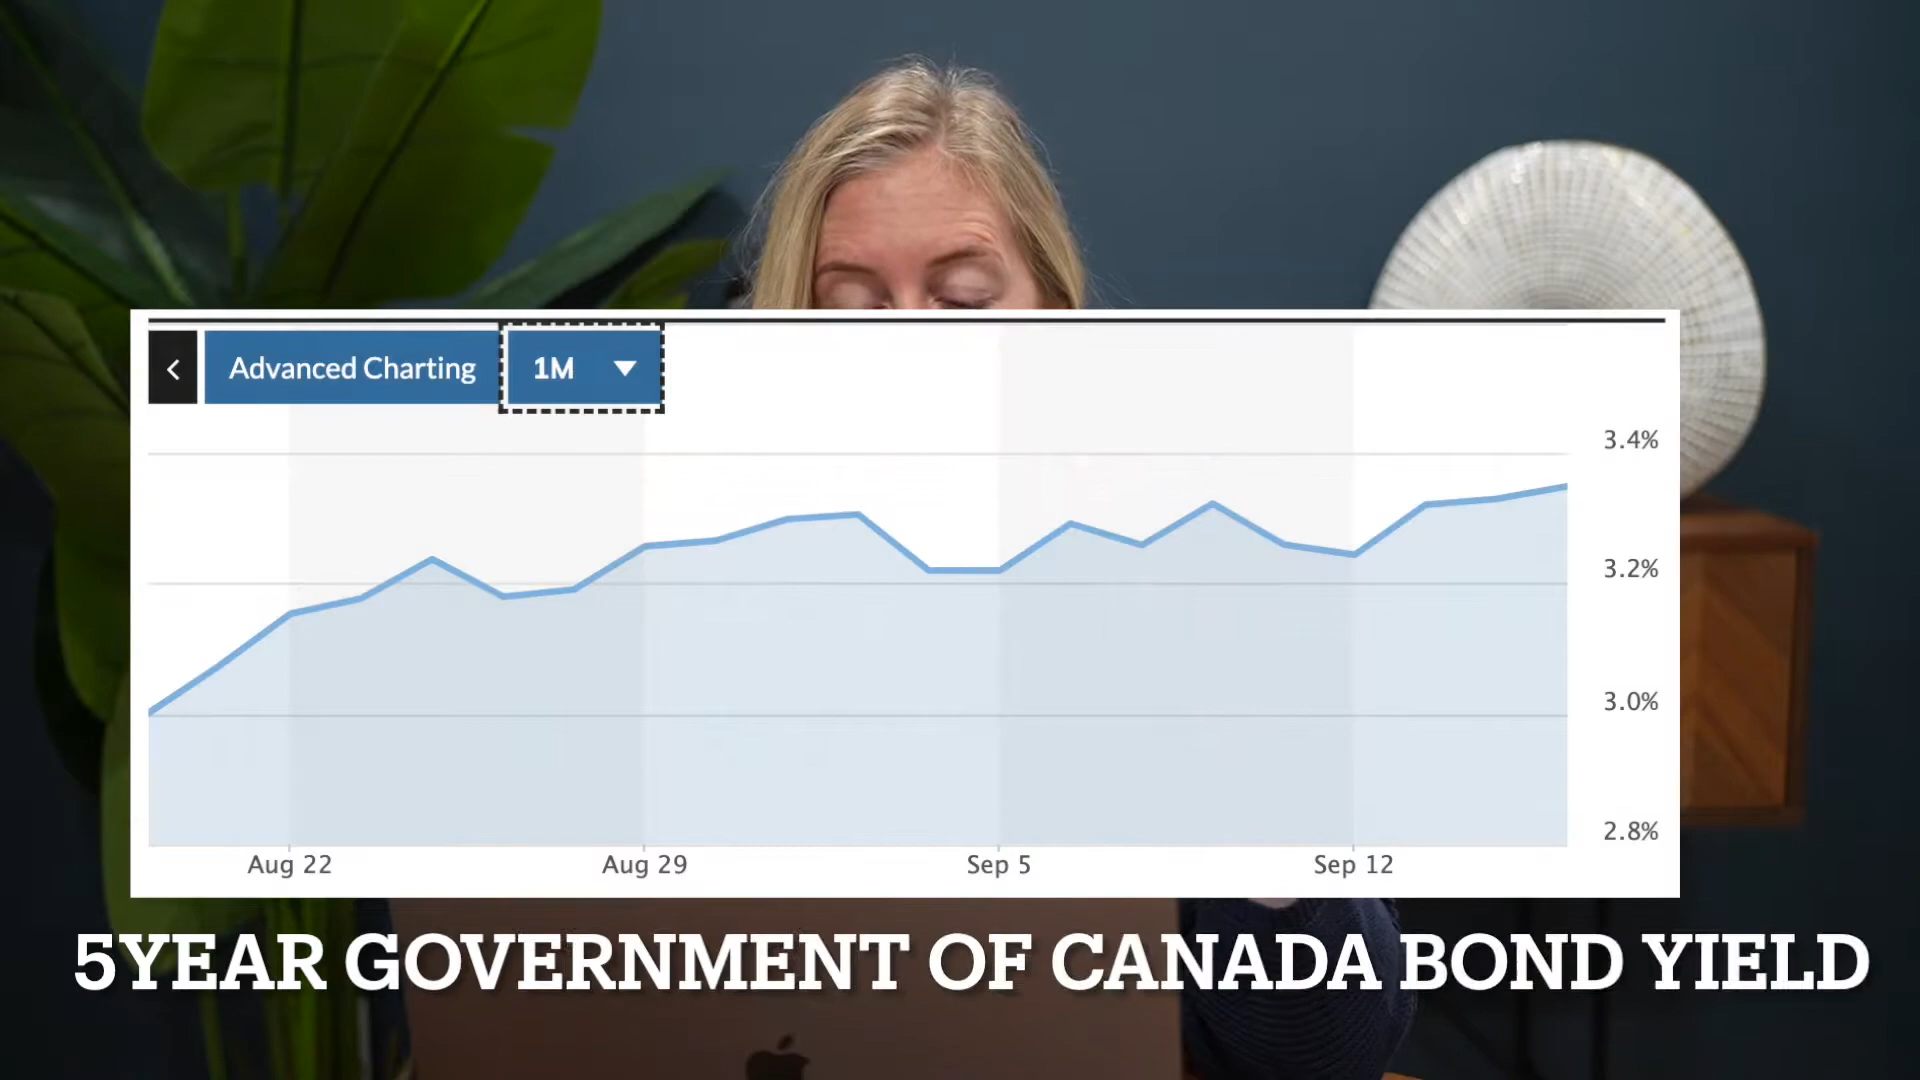 Advanced Charting 1M
3.4%
3.2%
3.0%
2.8%
Aug 22 Aug 29 Sep 5 Sep 12
5YEAR GOVERNMENT OF CANADA BOND YIELD